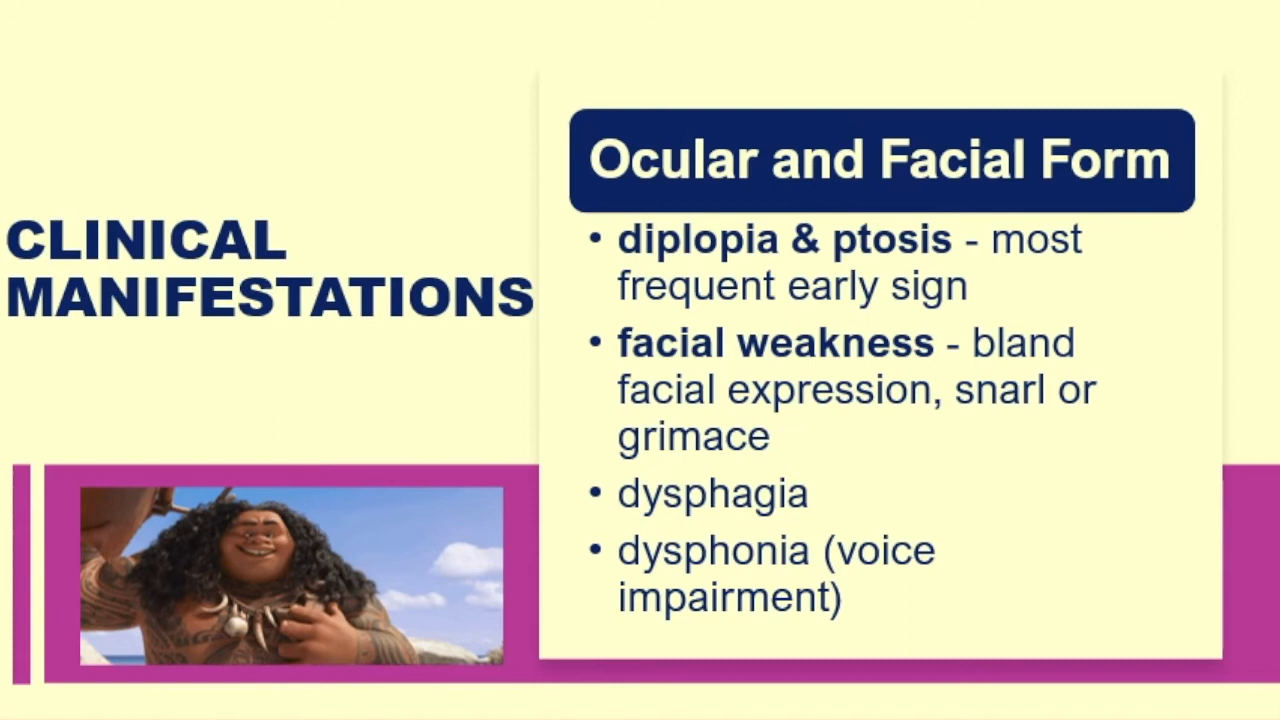 CLINICAL
MANIFESTATIONS
Ocular and Facial Form
• diplopia & ptosis - most
frequent early sign
• facial weakness - bland
facial expression, snarl or
grimace
• dysphagia
• dysphonia (voice
impairment)